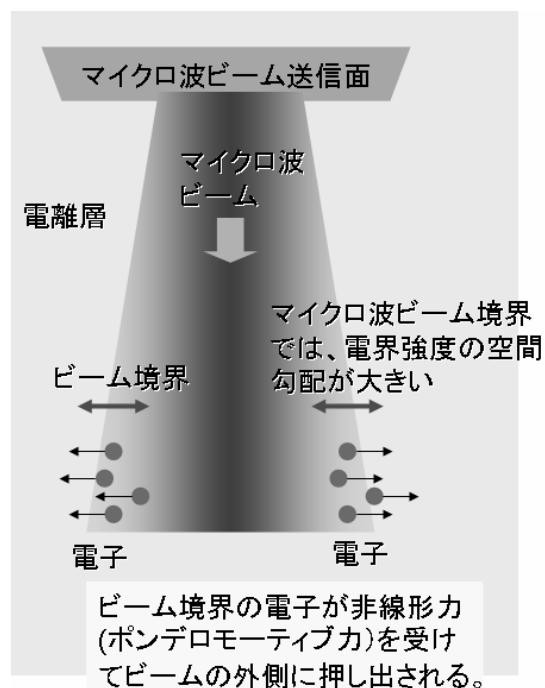 マイクロ波ビーム送信面
マイクロ波
ビーム
電離層
マイクロ波ビーム境界
では、電界強度の空間
勾配が大きい
ビーム境界
電子
電子
ビーム境界の電子が非線形力
(ポンデロモーティブ力)を受け
てビームの外側に押し出される。